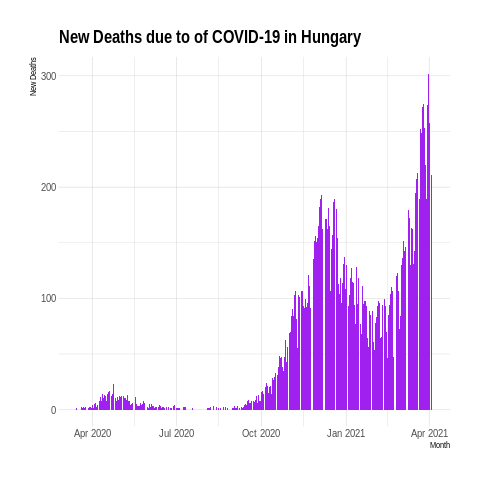 New Deaths due to of COVID-19 in Hungary
New Deaths
300
200
100
0
Apr 2020 Jul 2020 Oct 2020 Jan 2021 Apr 2021
Month